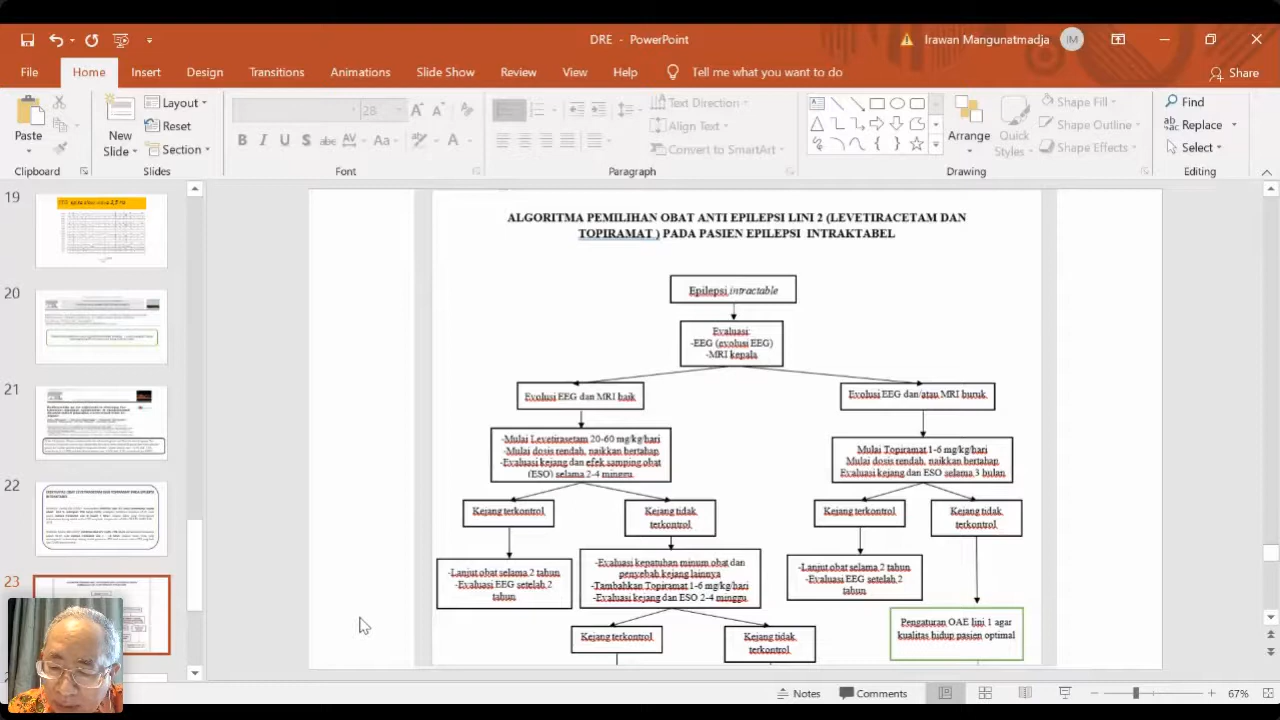 DRE - PowerPoint
Irawan Mangunatmadja
IM
File
Home
Insert
Design
Transitions
Animations
Slide Show
Review
View
Help
Tell me what you want to do
Share
Paste
New
Slide
Layout
Reset
Section
28
Text Direction
Align Text
Convert to SmartArt
Arrange
Quick
Styles
Shape Fill
Shape Outline
Shape Effects
Find
Replace
Select
Clipboard
Slides
Font
Paragraph
Drawing
Editing
19
20
21
22
23
ALGORITMA PEMILIHAN OBAT ANTI EPILEPSI LINI 2 (LEVETIRACETAM DAN
TOPIRAMAT ) PADA PASIEN EPILEPSI INTRAKTABEL
Epilepsi intractable
Evaluasi
-EEG (evolusi EEG)
-MRI kepala
Evolusi EEG dan MRI baik
Evolusi EEG dan/atau MRI buruk
-Mulai Levetirasetam 20-60 mg/kg/hari
-Mulai dosis rendah, naikkan bertahap
-Evaluasi kejang dan efek samping obat
(ESO) selama 2-4 minggu
Mulai Topiramat 1-6 mg/kg/hari
Mulai dosis rendah, naikkan bertahap
Evaluasi kejang dan ESO selama 3 bulan
Kejang terkontrol
Kejang tidak
terkontrol
Kejang terkontrol
Kejang tidak
terkontrol
-Lanjut obat selama 2 tahun
-Evaluasi EEG setelah 2
tahun
-Evaluasi kepatuhan minum obat dan
penyebab kejang lainnya
-Tambahkan Topiramat 1-6 mg/kg/hari
-Evaluasi kejang dan ESO 2-4 minggu
-Lanjut obat selama 2 tahun
-Evaluasi EEG setelah 2
tahun
Pengaturan OAE lini 1 agar
kualitas hidup pasien optimal
Kejang terkontrol
Kejang tidak
terkontrol
Notes
Comments
67%